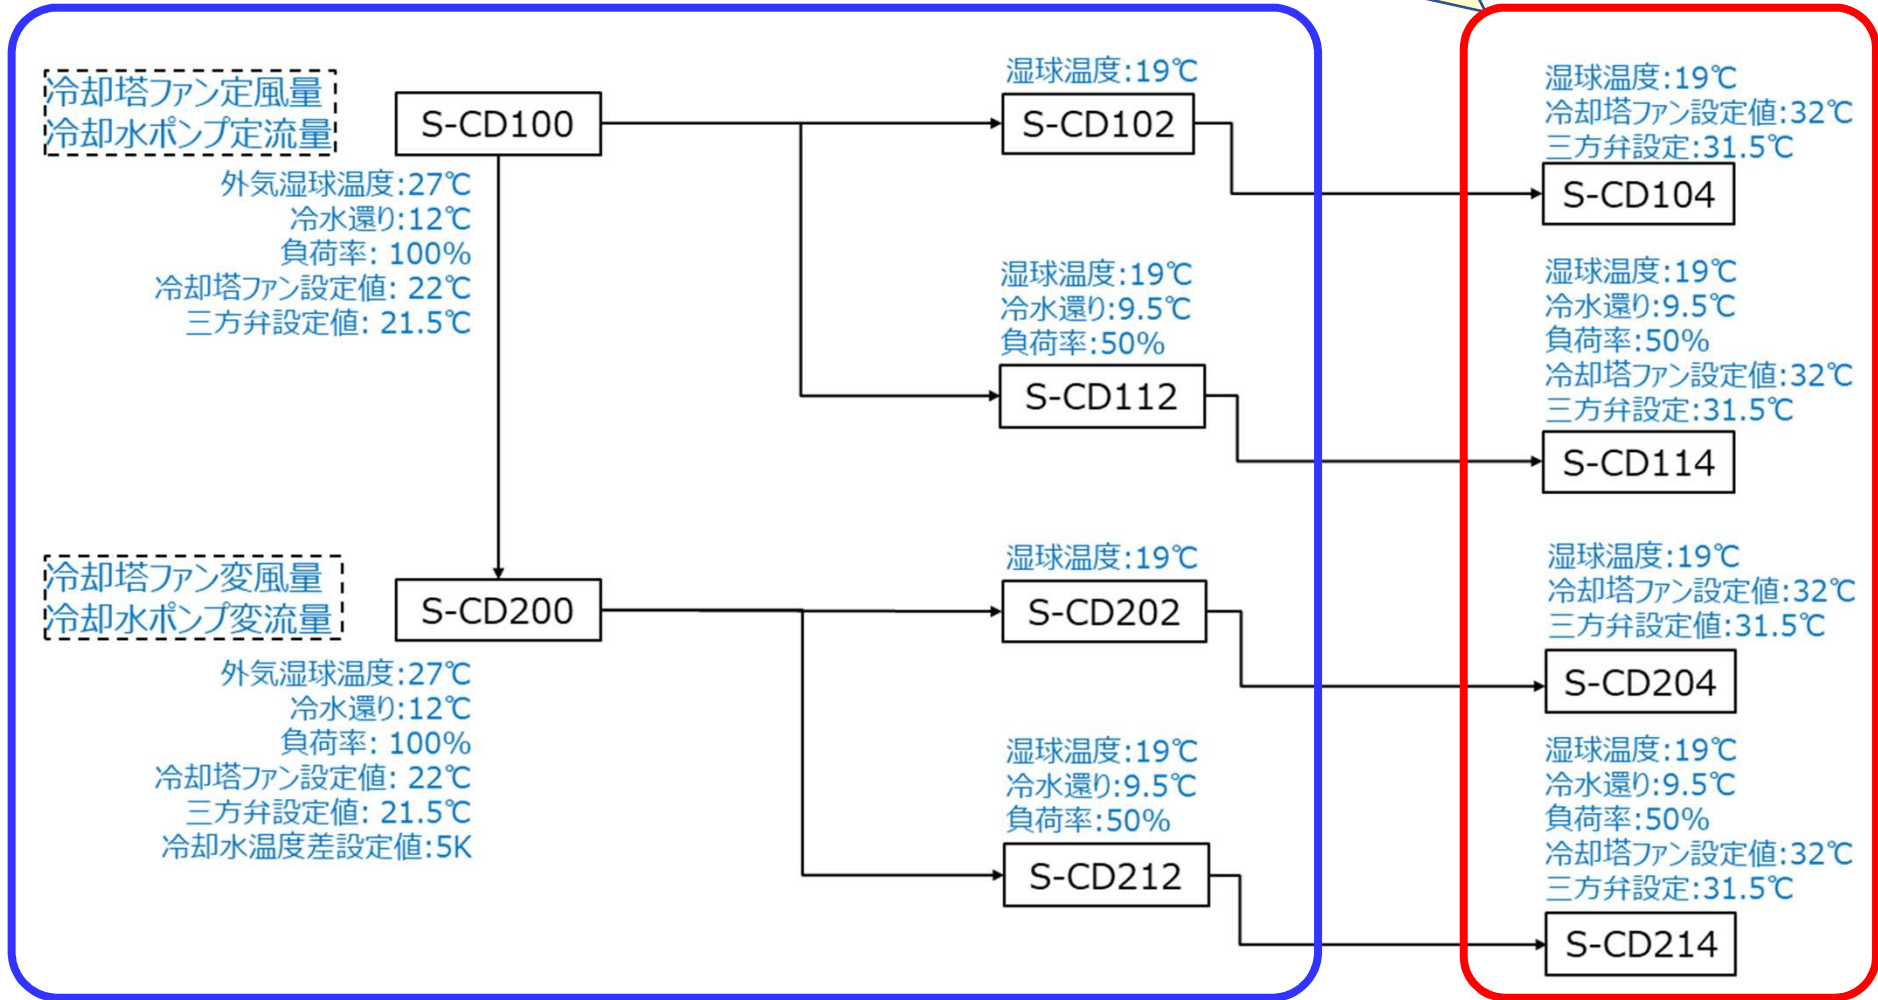 冷却塔ファン定風量
冷却水ポンプ定流量
S-CD100
外気湿球温度:27℃
冷水還り:12℃
負荷率: 100%
冷却塔ファン設定値: 22℃
三方弁設定値: 21.5℃
湿球温度:19℃
S-CD102
湿球温度:19℃
冷却塔ファン設定値:32℃
三方弁設定:31.5℃
S-CD104
湿球温度:19℃
冷水還り:9.5℃
負荷率:50%
S-CD112
湿球温度:19℃
冷水還り:9.5℃
負荷率:50%
冷却塔ファン設定値:32℃
三方弁設定:31.5℃
S-CD114
冷却塔ファン変風量
冷却水ポンプ変流量
S-CD200
外気湿球温度:27℃
冷水還り:12℃
負荷率: 100%
冷却塔ファン設定値: 22℃
三方弁設定値: 21.5℃
冷却水温度差設定値:5K
湿球温度:19℃
S-CD202
湿球温度:19℃
冷却塔ファン設定値:32℃
三方弁設定値:31.5℃
S-CD204
湿球温度:19℃
冷水還り:9.5℃
負荷率:50%
S-CD212
湿球温度:19℃
冷水還り:9.5℃
負荷率:50%
冷却塔ファン設定値:32℃
三方弁設定:31.5℃
S-CD214